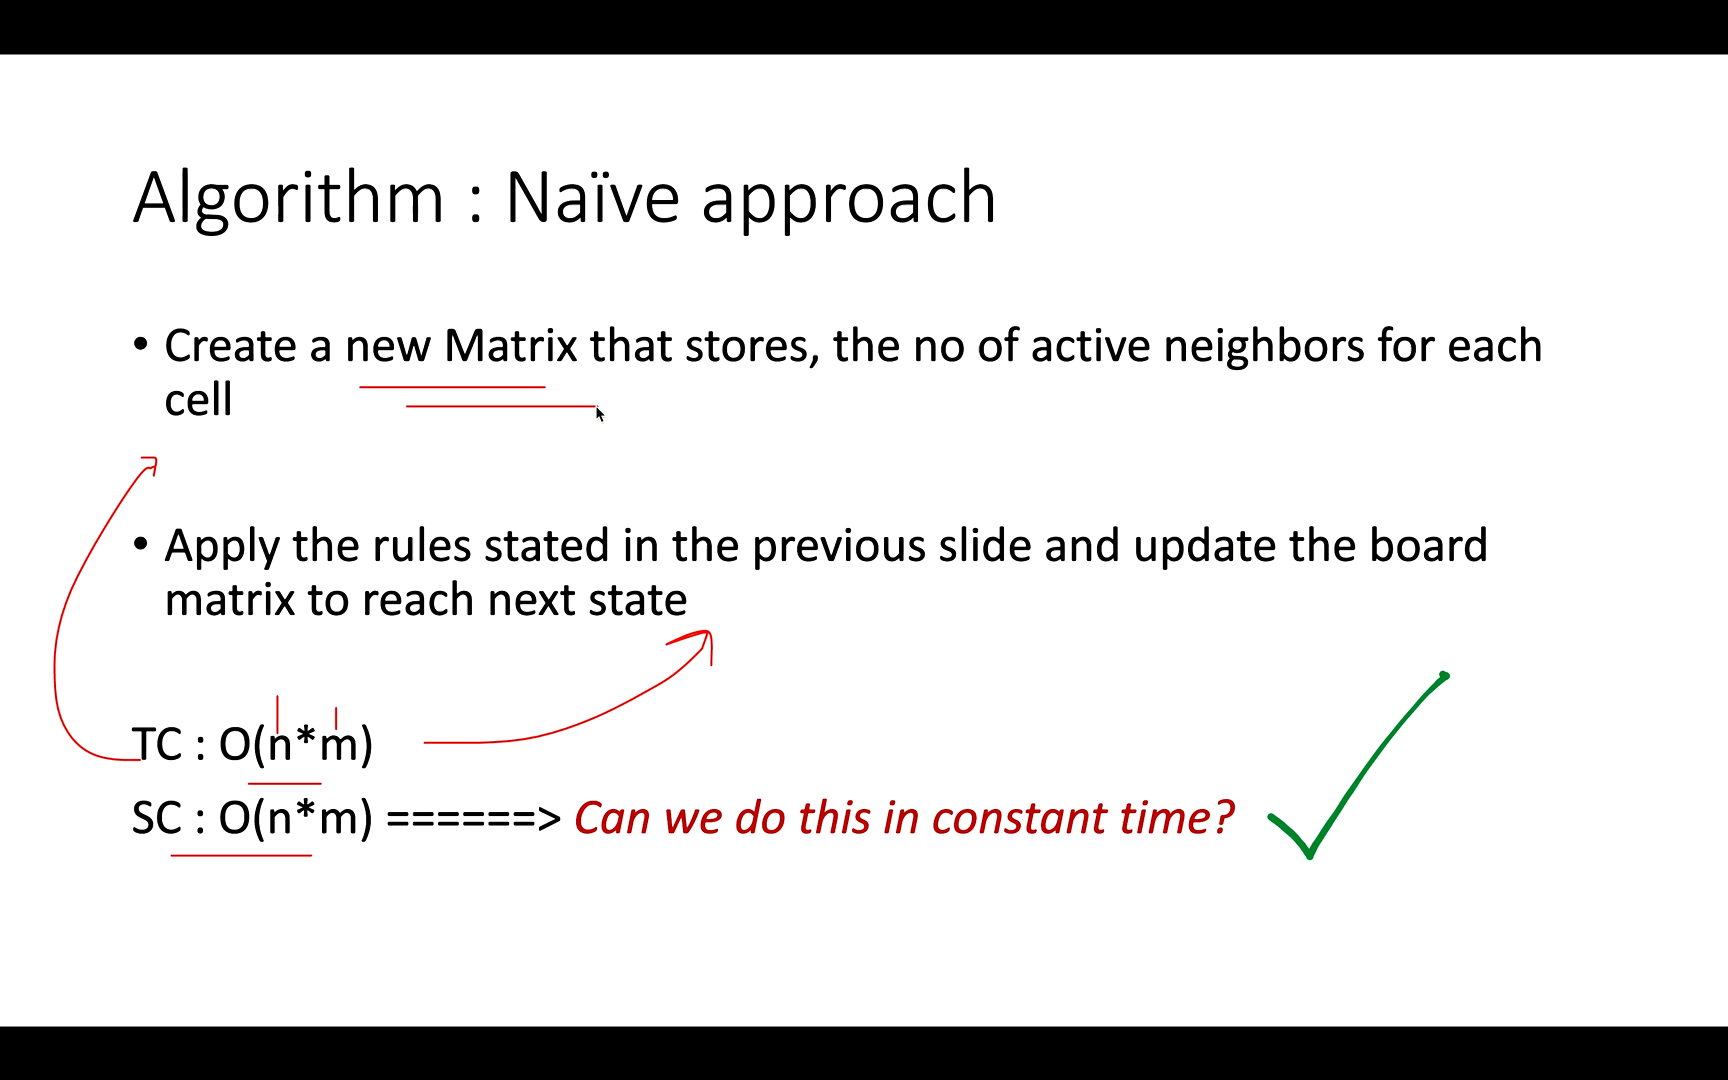 Algorithm : Naïve approach
• Create a new Matrix that stores, the no of active neighbors for each
cell
• Apply the rules stated in the previous slide and update the board
matrix to reach next state
TC : O(n*m)
SC : O(n*m) ======> Can we do this in constant time?